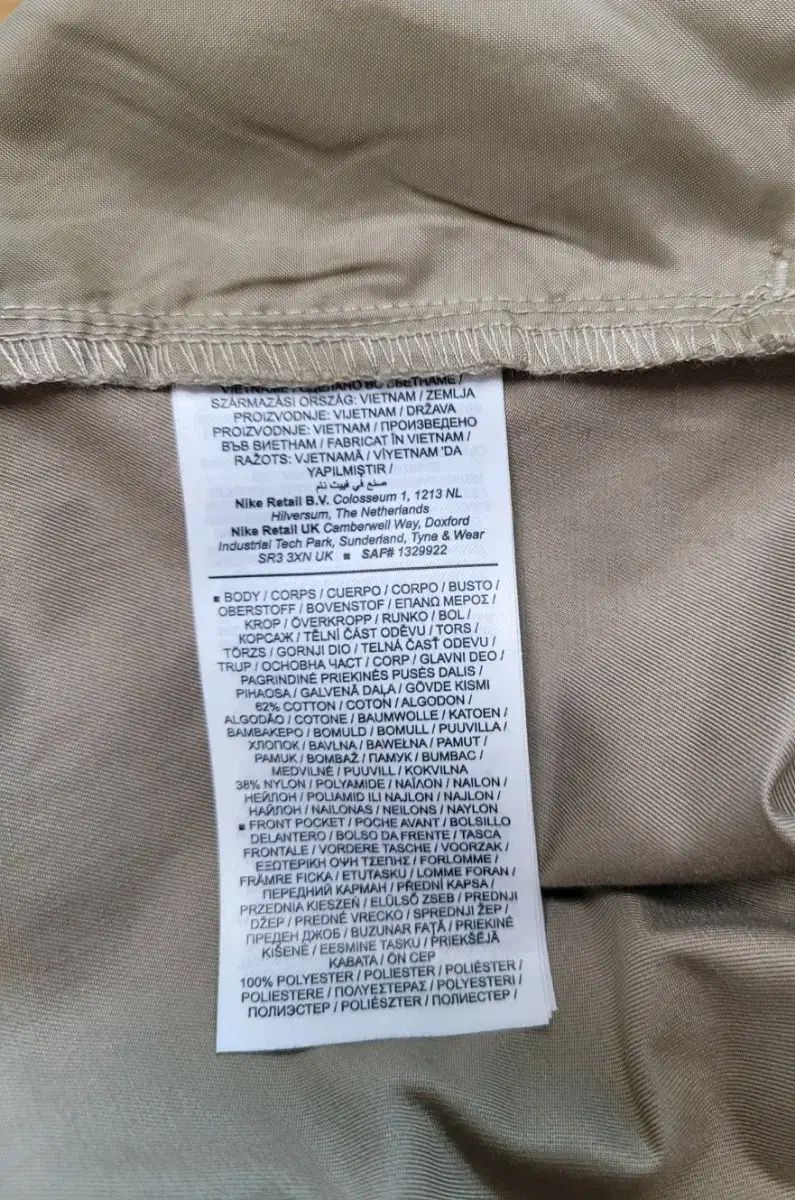 VIETNAME / СДЕЛАНО ВО ВЬЕТНАМЕ /
SZÁRMAZÁSI ORSZÁG: VIETNAM / ZEMLJA
PROIZVODNJE: VIJETNAM / DRŽAVA
PROIZVODNJE: VIETNAM / ПРОИЗВЕДЕНО
ВЪВ ВИЕТНАМ / FABRICAT ÎN VIETNAM /
RAŽOTS: VJETNAMĀ / VİYETNAM 'DA
YAPILMIŞTIR /
صنع في فييت نام
Nike Retail B.V. Colosseum 1, 1213 NL
Hilversum, The Netherlands
Nike Retail UK Camberwell Way, Doxford
Industrial Tech Park, Sunderland, Tyne & Wear
SR3 3XN UK ■ SAF# 1329922
■ BODY / CORPS / CUERPO / CORPO / BUSTO /
OBERSTOFF / BOVENSTOF / ΕΠΑΝΩ ΜΕΡΟΣ /
KROP / ÖVERKROPP / RUNKO / BOL /
КОРСАЖ / TĚLNÍ ČÁST ODĚVU / TORS /
TÖRZS / GORNJI DIO / TELNÁ ČASŤ ODEVU /
TRUP / ОСНОВНА ЧАСТ / CORP / GLAVNI DEO /
PAGRINDINĖ PRIEKINĖS PUSĖS DALIS /
PIHAOSA / GALVENĀ DAĻA / GÖVDE KISMI
62% COTTON / COTON / ALGODON /
ALGODÃO / COTONE / BAUMWOLLE / KATOEN /
ΒΑΜΒΑΚΕΡΟ / BOMULD / BOMULL / PUUVILLA /
ХЛОПОК / BAVLNA / BAWEŁNA / PAMUT /
PAMUK / BOMBAŽ / ПАМУК / BUMBAC /
MEDVILNĖ / PUUVILL / KOKVILNA
38% NYLON / POLYAMIDE / ΝΑΪΛΟΝ / NAILON /
НЕЙЛОН / POLIAMID ILI NAJLON / NAJLON /
НАЙЛОН / NAILONAS / NEILONS / NAYLON
■ FRONT POCKET / POCHE AVANT / BOLSILLO
DELANTERO / BOLSO DA FRENTE / TASCA
FRONTALE / VORDERE TASCHE / VOORZAK /
ΕΞΩΤΕΡΙΚΗ ΟΨΗ ΤΣΕΠΗΣ / FORLOMME /
FRÄMRE FICKA / ETUTASKU / LOMME FORAN /
ПЕРЕДНИЙ КАРМАН / PŘEDNÍ KAPSA /
PRZEDNIA KIESZEŃ / ELÜLSŐ ZSEB / PREDNJI
DŽEP / PREDNÉ VRECKO / SPREDNJI ŽEP /
ПРЕДЕН ДЖОБ / BUZUNAR FAŢĂ / PRIEKINĖ
KIŠENĖ / EESMINE TASKU / PRIEKŠĒJĀ
KABATA / ÖN CEP
100% POLYESTER / POLIESTER / POLIÉSTER /
POLIESTERE / ΠΟΛΥΕΣΤΕΡΑΣ / POLYESTERI /
ПОЛИЭСТЕР / POLIÉSZTER / ПОЛИЕСТЕР /